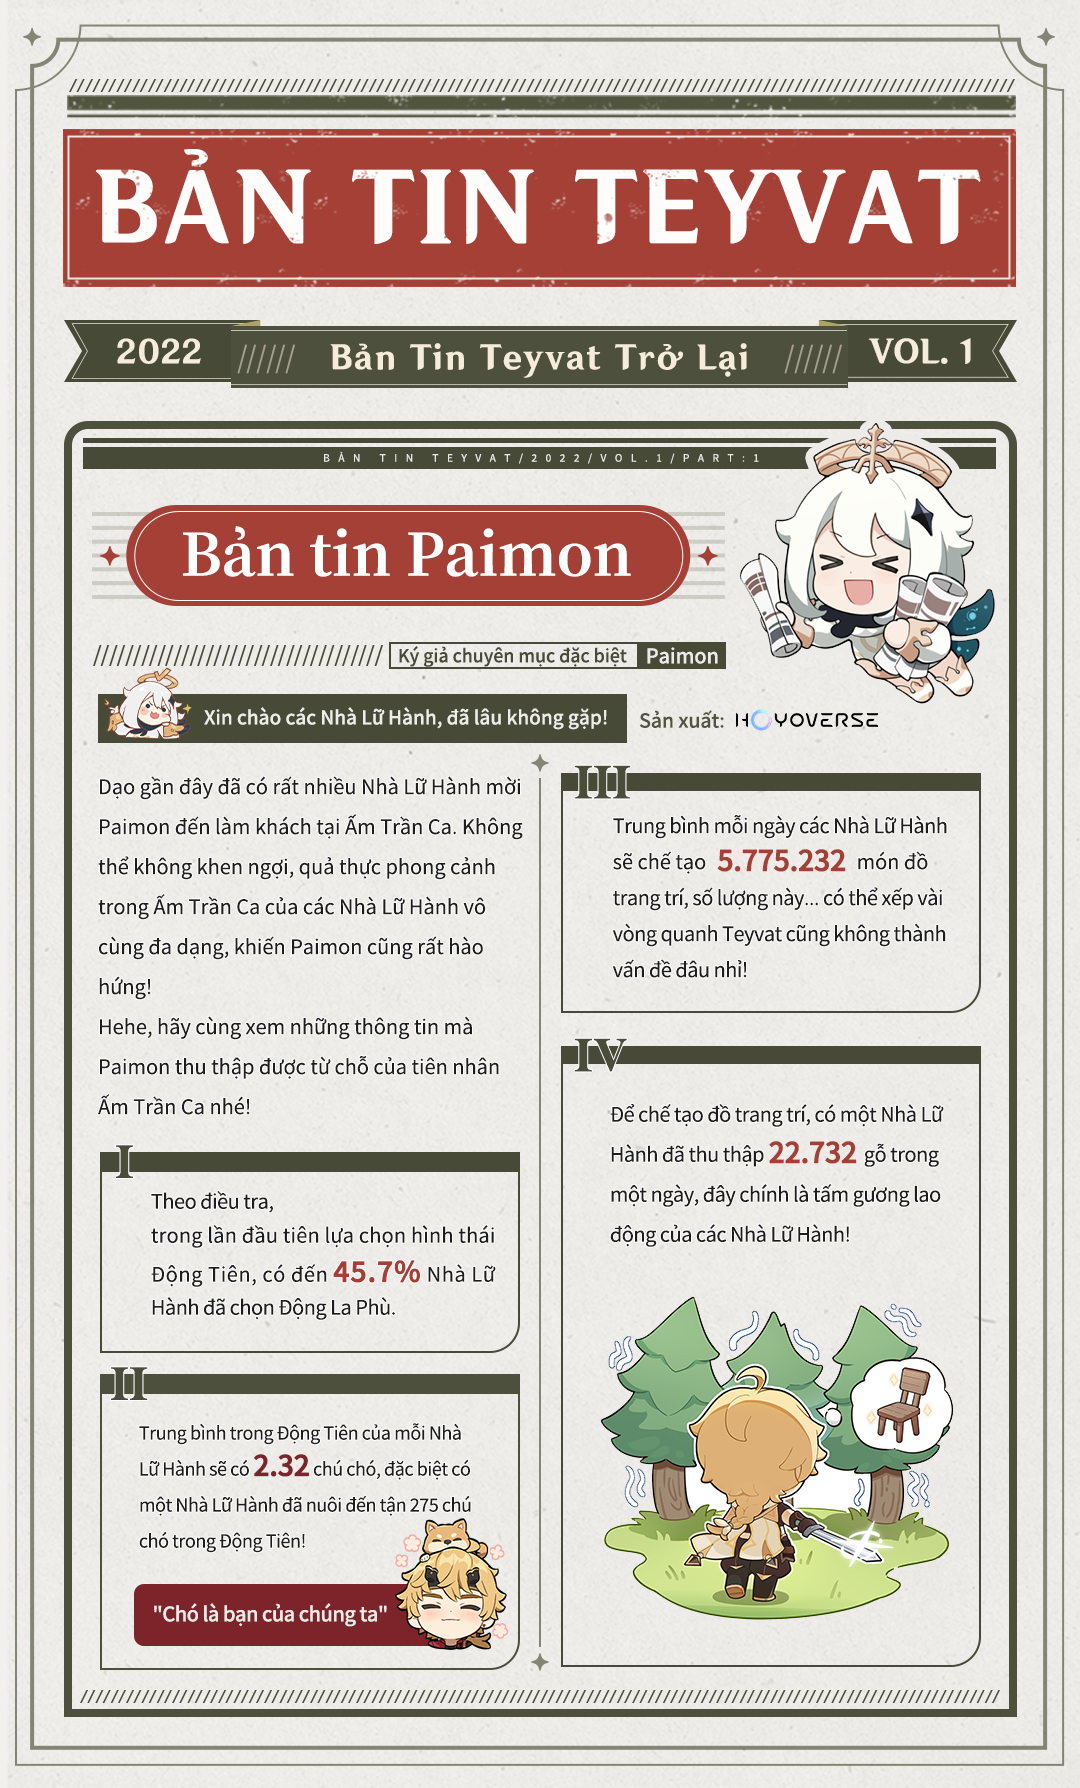 BẢN TIN TEYVAT
2022
Bản Tin Teyvat Trở Lại
VOL. 1
BẢN TIN TEYVAT/2022/VOL.1/PART:1
Bản tin Paimon
Ký giả chuyên mục đặc biệt Paimon
Xin chào các Nhà Lữ Hành, đã lâu không gặp!
Sản xuất: HOYOVERSE
Dạo gần đây đã có rất nhiều Nhà Lữ Hành mời
Paimon đến làm khách tại Ấm Trần Ca. Không
thể không khen ngợi, quả thực phong cảnh
trong Ấm Trần Ca của các Nhà Lữ Hành vô
cùng đa dạng, khiến Paimon cũng rất hào
hứng!
Hehe, hãy cùng xem những thông tin mà
Paimon thu thập được từ chỗ của tiên nhân
Ấm Trần Ca nhé!
I
Theo điều tra,
trong lần đầu tiên lựa chọn hình thái
Động Tiên, có đến 45.7% Nhà Lữ
Hành đã chọn Động La Phù.
II
Trung bình trong Động Tiên của mỗi Nhà
Lữ Hành sẽ có 2.32 chú chó, đặc biệt có
một Nhà Lữ Hành đã nuôi đến tận 275 chú
chó trong Động Tiên!
"Chó là bạn của chúng ta"
III
Trung bình mỗi ngày các Nhà Lữ Hành
sẽ chế tạo 5.775.232 món đồ
trang trí, số lượng này... có thể xếp vài
vòng quanh Teyvat cũng không thành
vấn đề đâu nhỉ!
IV
Để chế tạo đồ trang trí, có một Nhà Lữ
Hành đã thu thập 22.732 gỗ trong
một ngày, đây chính là tấm gương lao
động của các Nhà Lữ Hành!